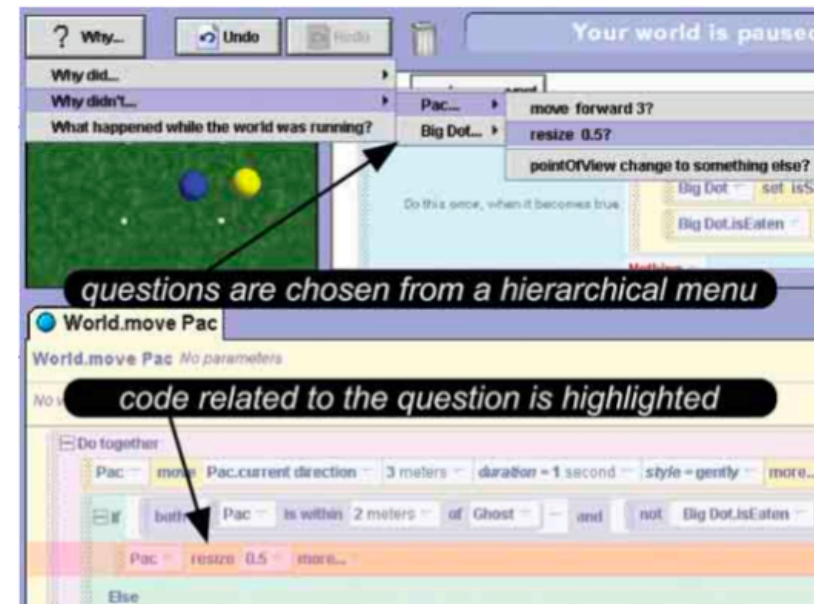 ? Why... Undo Redo Your world is paused
Why did...
Why didn't...
What happened while the world was running?
Pac...
Big Dot...
move forward 3?
resize 0.5?
pointOfView change to something else?
Do this once, when it becomes true
Big Dot set
Big Dot.isEaten
Nothing
questions are chosen from a hierarchical menu
World.move Pac
World.move Pac No parameters
No
code related to the question is highlighted
Do together
Pac move Pac.current direction 3 meters duration = 1 second style = gently more...
If both Pac is within 2 meters of Ghost and not Big Dot.isEaten
Pac resize 0.5 more...
Else